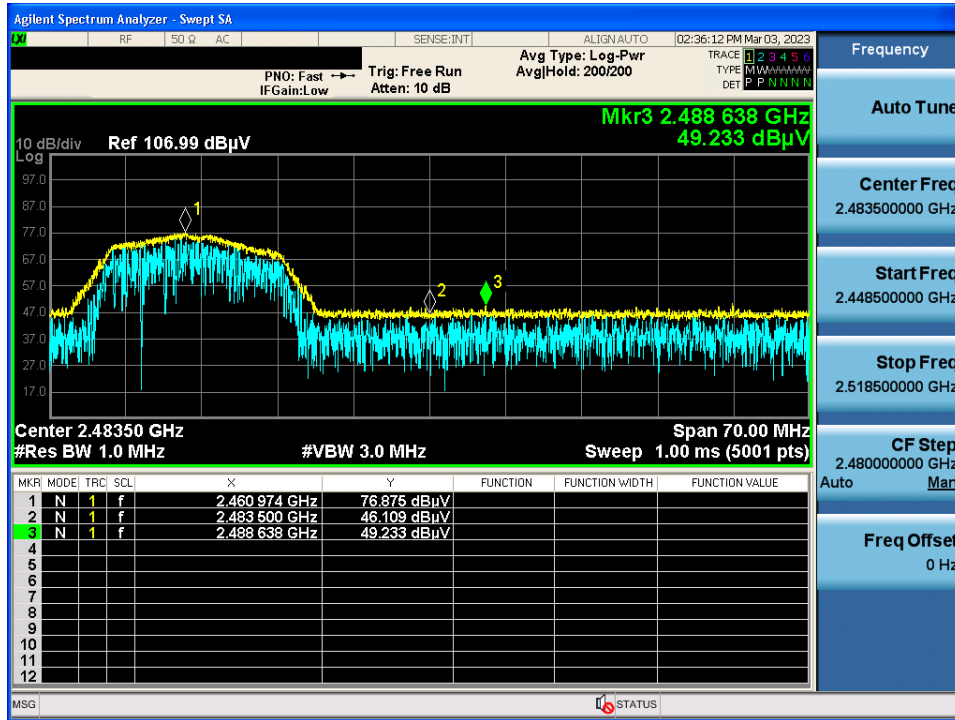 Agilent Spectrum Analyzer - Swept SA
LXI RF 50 Ω AC SENSE:INT ALIGN AUTO 02:36:12 PM Mar 03, 2023
PNO: Fast Trig: Free Run Avg Type: Log-Pwr TRACE 1 2 3 4 5 6
IFGain:Low Atten: 10 dB Avg|Hold: 200/200 TYPE M WWWWW
DET P P N N N N
Mkr3 2.488 638 GHz
49.233 dBµV
10 dB/div Ref 106.99 dBµV
Log
97.0
87.0
77.0
67.0
57.0
47.0
37.0
27.0
17.0
1
2
3
Center 2.48350 GHz Span 70.00 MHz
#Res BW 1.0 MHz #VBW 3.0 MHz Sweep 1.00 ms (5001 pts)
MKR MODE TRC SCL X Y FUNCTION FUNCTION WIDTH FUNCTION VALUE
1 N 1 f 2.460 974 GHz 76.875 dBµV
2 N 1 f 2.483 500 GHz 46.109 dBµV
3 N 1 f 2.488 638 GHz 49.233 dBµV
4
5
6
7
8
9
10
11
12
MSG STATUS
Frequency
Auto Tune
Center Freq
2.483500000 GHz
Start Freq
2.448500000 GHz
Stop Freq
2.518500000 GHz
CF Step
2.480000000 GHz
Auto Man
Freq Offset
0 Hz